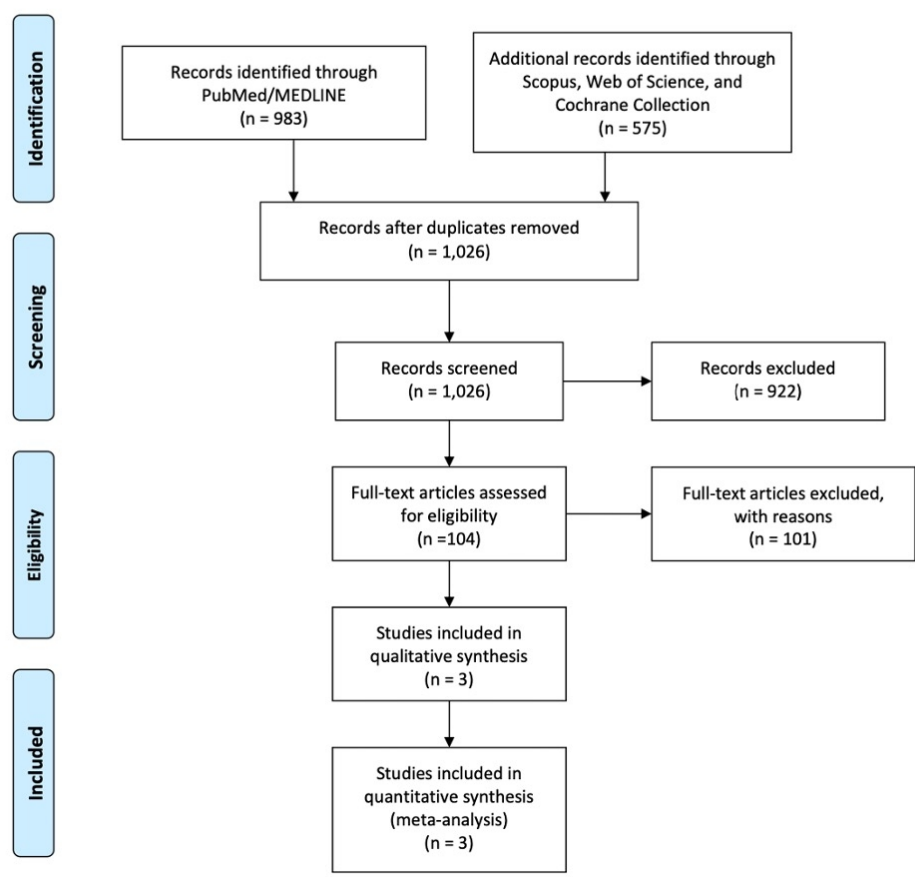 Identification
Records identified through
PubMed/MEDLINE
(n = 983)
Additional records identified through
Scopus, Web of Science, and
Cochrane Collection
(n = 575)
Records after duplicates removed
(n = 1,026)
Screening
Records screened
(n = 1,026)
Records excluded
(n = 922)
Eligibility
Full-text articles assessed
for eligibility
(n =104)
Full-text articles excluded,
with reasons
(n = 101)
Studies included in
qualitative synthesis
(n = 3)
Included
Studies included in
quantitative synthesis
(meta-analysis)
(n = 3)